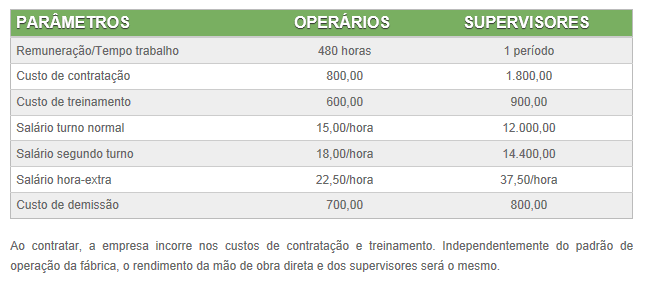 PARÂMETROS OPERÁRIOS SUPERVISORES
Remuneração/Tempo trabalho 480 horas 1 período
Custo de contratação 800,00 1.800,00
Custo de treinamento 600,00 900,00
Salário turno normal 15,00/hora 12.000,00
Salário segundo turno 18,00/hora 14.400,00
Salário hora-extra 22,50/hora 37,50/hora
Custo de demissão 700,00 800,00
Ao contratar, a empresa incorre nos custos de contratação e treinamento. Independentemente do padrão de
operação da fábrica, o rendimento da mão de obra direta e dos supervisores será o mesmo.